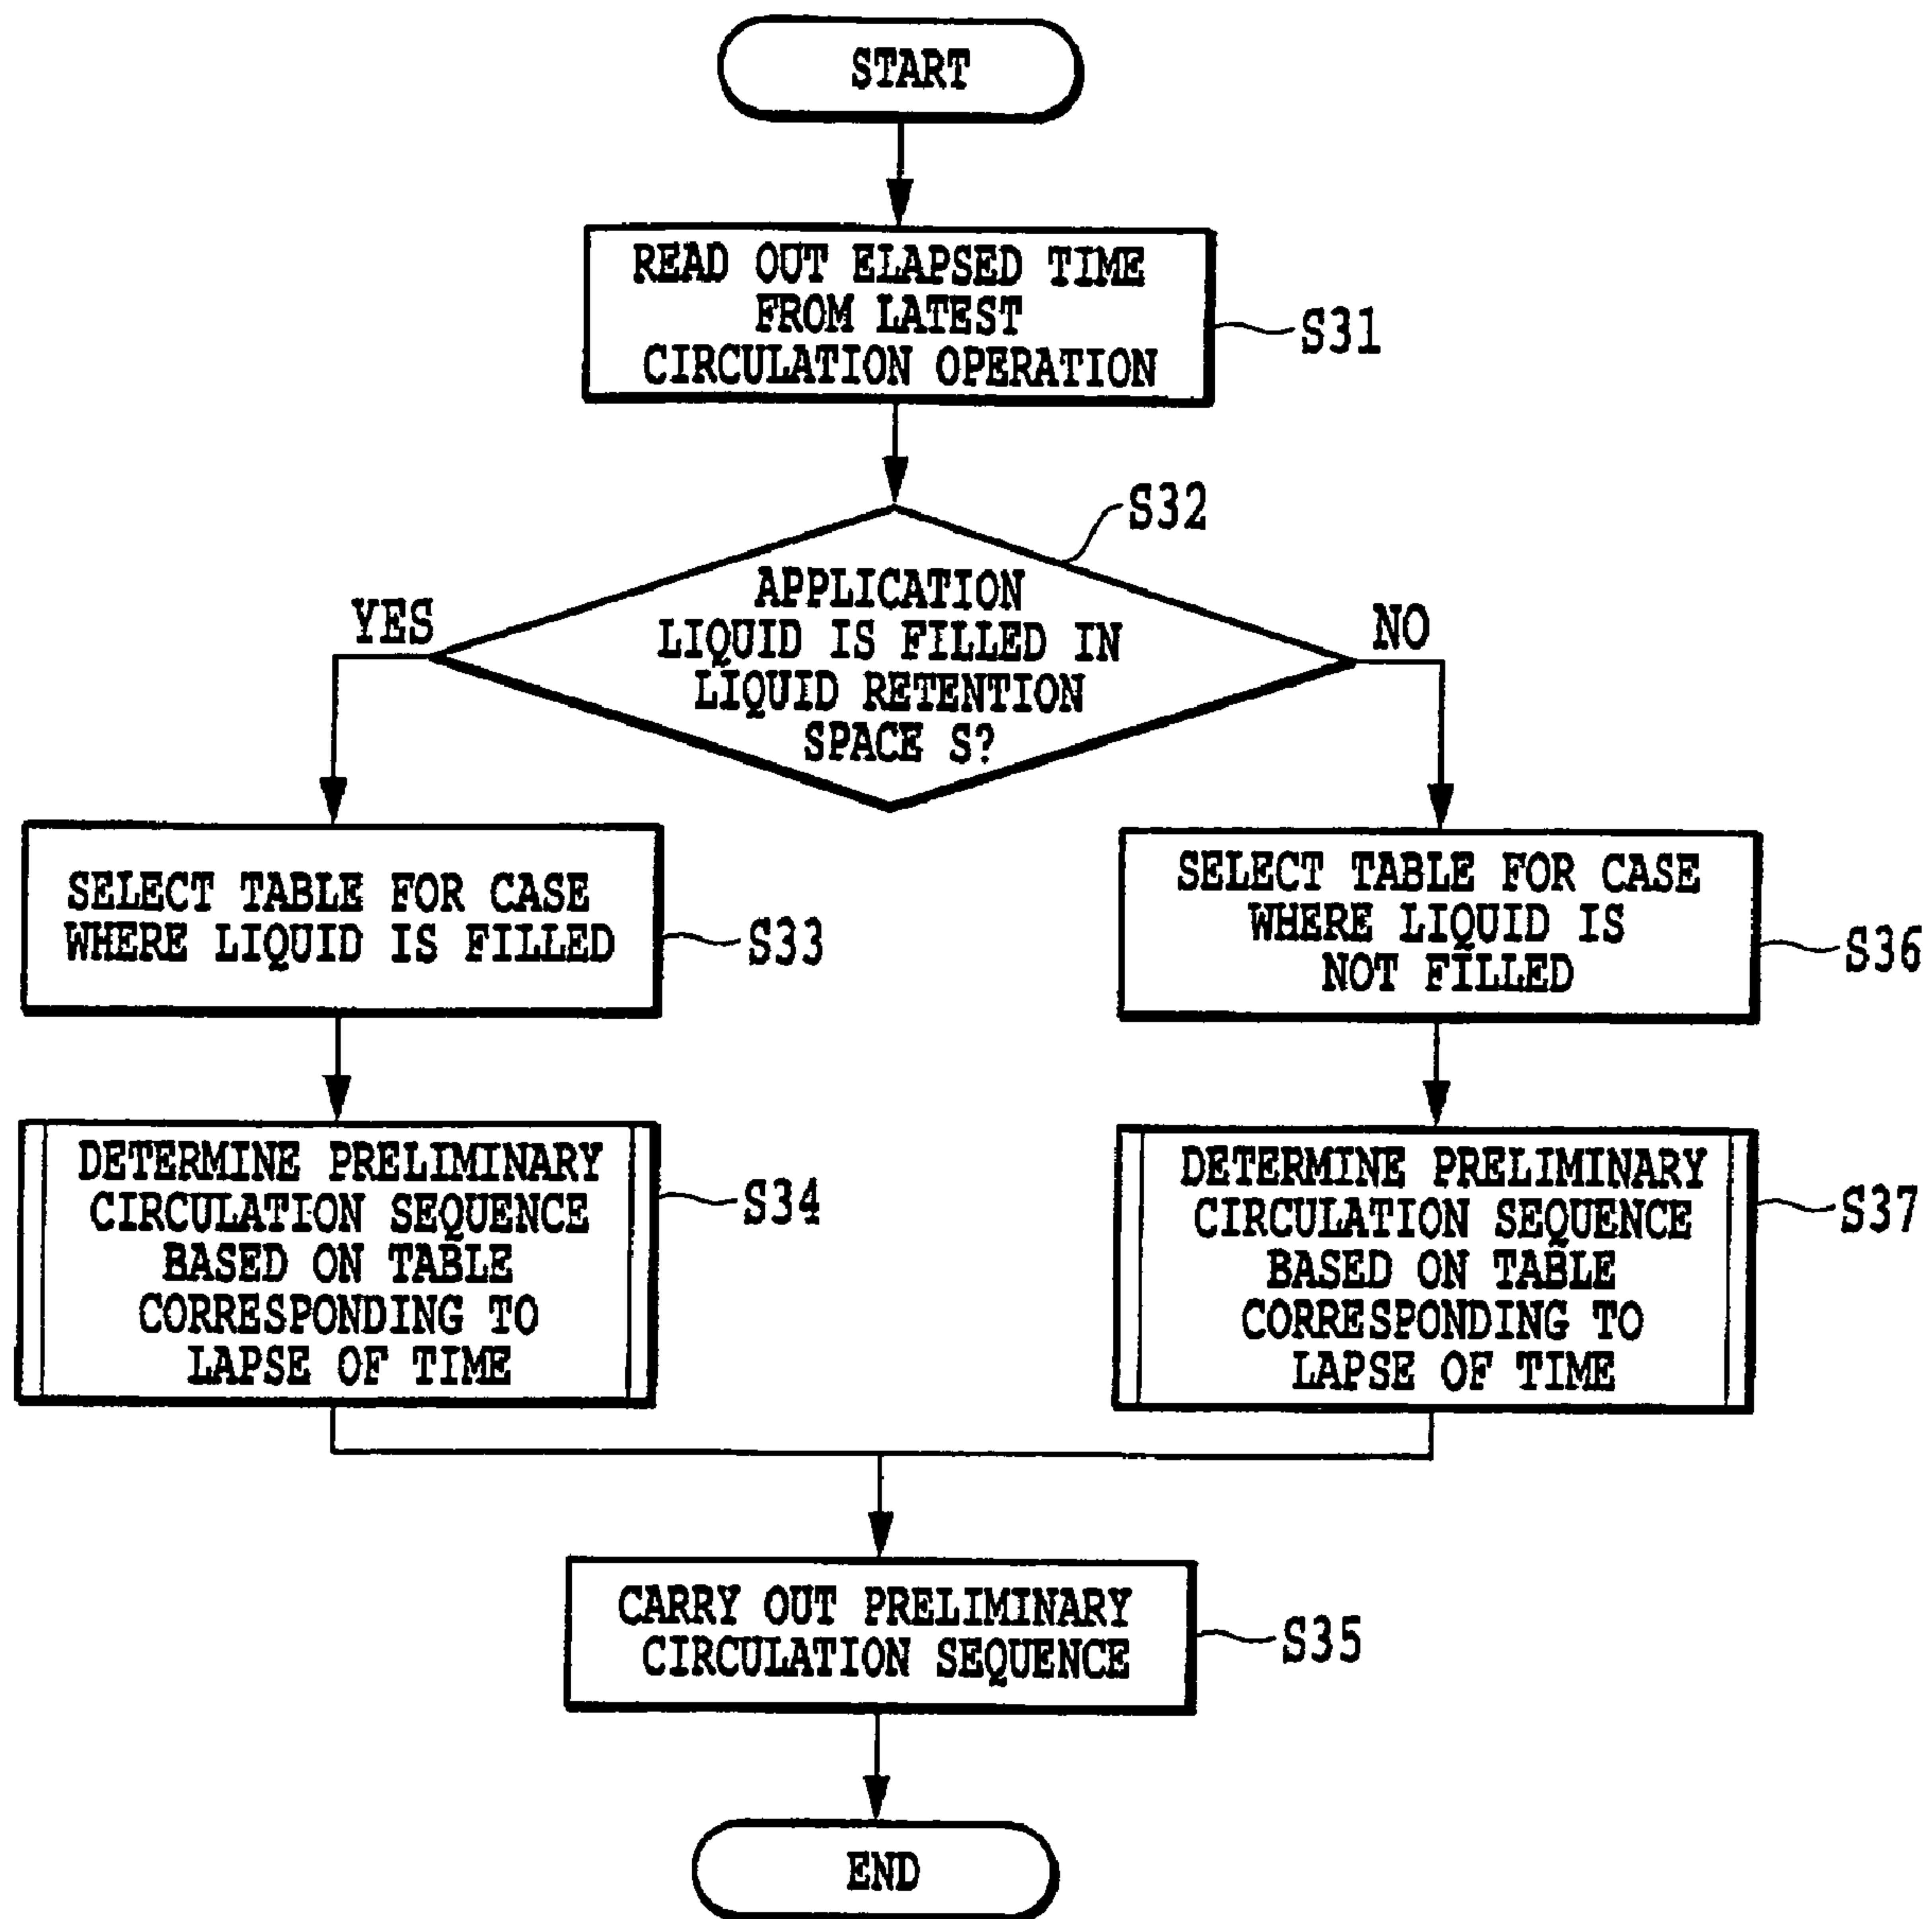 START
READ OUT ELAPSED TIME
FROM LATEST
CIRCULATION OPERATION
S31
S32
APPLICATION
LIQUID IS FILLED IN
LIQUID RETENTION
SPACE S?
YES
NO
SELECT TABLE FOR CASE
WHERE LIQUID IS FILLED
S33
SELECT TABLE FOR CASE
WHERE LIQUID IS
NOT FILLED
S36
DETERMINE PRELIMINARY
CIRCULATION SEQUENCE
BASED ON TABLE
CORRESPONDING TO
LAPSE OF TIME
S34
DETERMINE PRELIMINARY
CIRCULATION SEQUENCE
BASED ON TABLE
CORRESPONDING TO
LAPSE OF TIME
S37
CARRY OUT PRELIMINARY
CIRCULATION SEQUENCE
S35
END